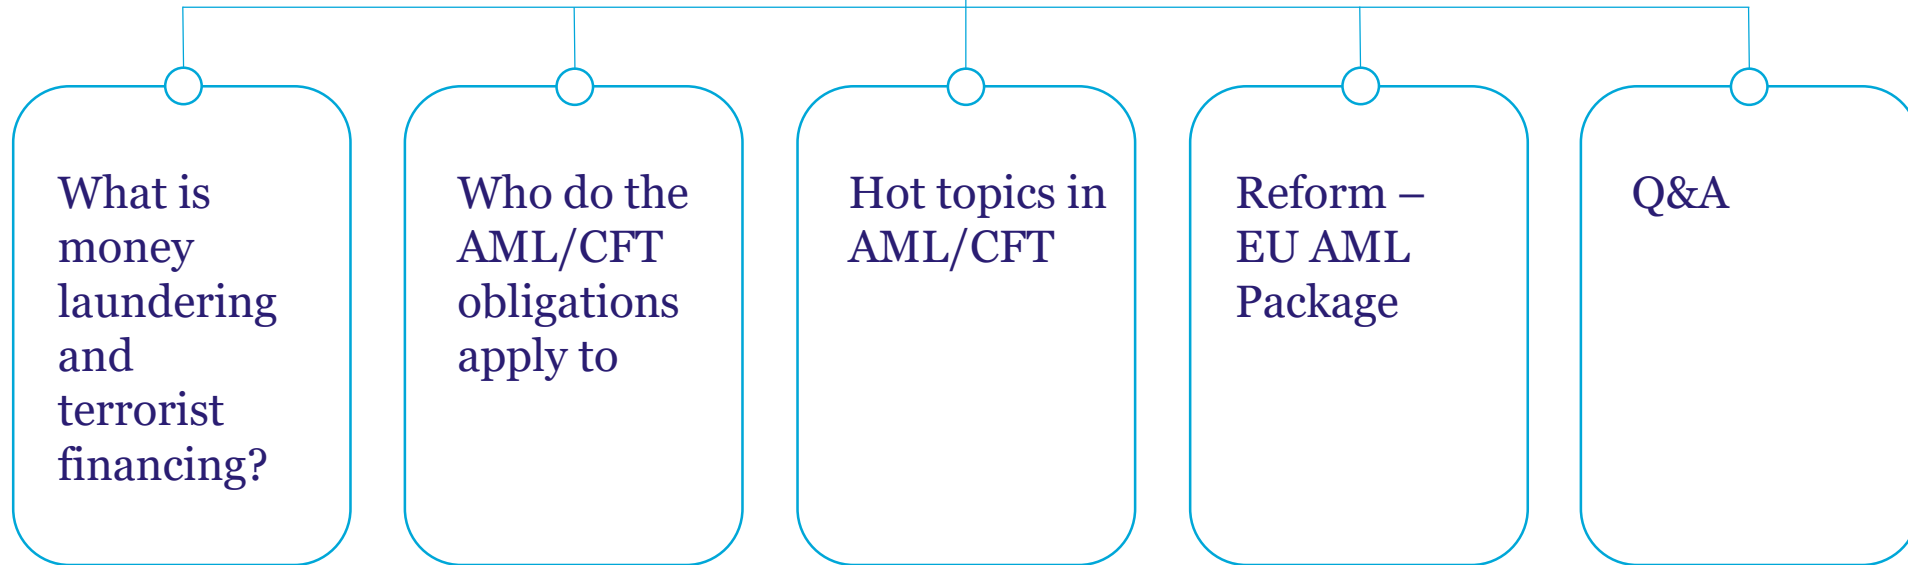 What is
money
laundering
and
terrorist
financing?
Who do the
AML/CFT
obligations
apply to
Hot topics in
AML/CFT
Reform –
EU AML
Package
Q&A